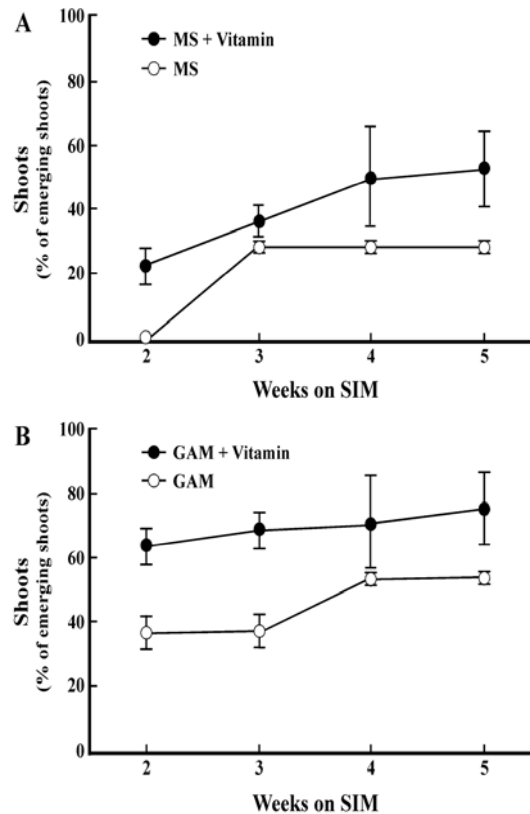 A
100
80
60
40
20
0
Shoots
(% of emerging shoots)
MS + Vitamin
MS
2 3 4 5
Weeks on SIM
B
100
80
60
40
20
0
Shoots
(% of emerging shoots)
GAM + Vitamin
GAM
2 3 4 5
Weeks on SIM